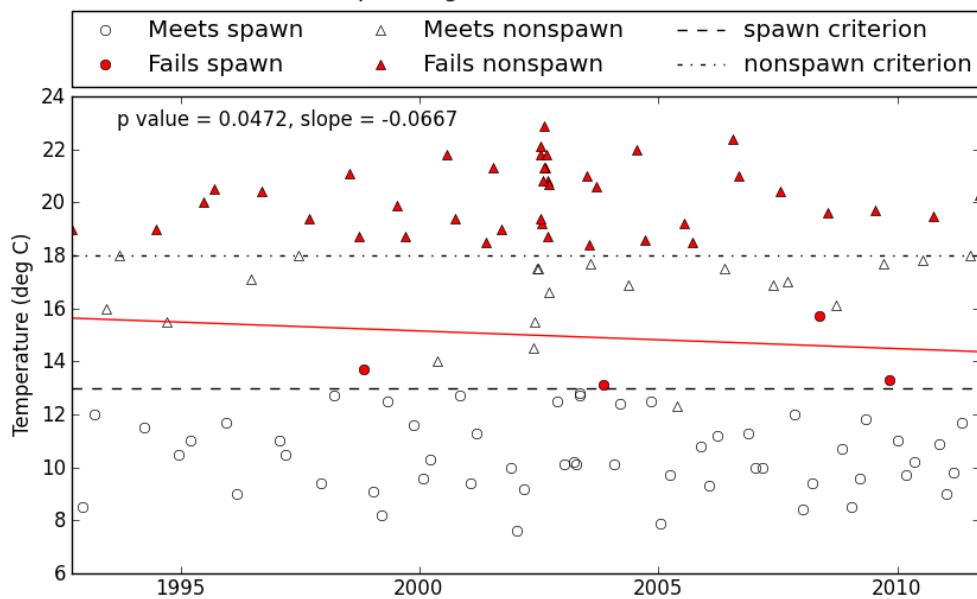 Meets spawn
Meets nonspawn
spawn criterion
Fails spawn
Fails nonspawn
nonspawn criterion
p value = 0.0472, slope = -0.0667
Temperature (deg C)
24
22
20
18
16
14
12
10
8
6
1995
2000
2005
2010